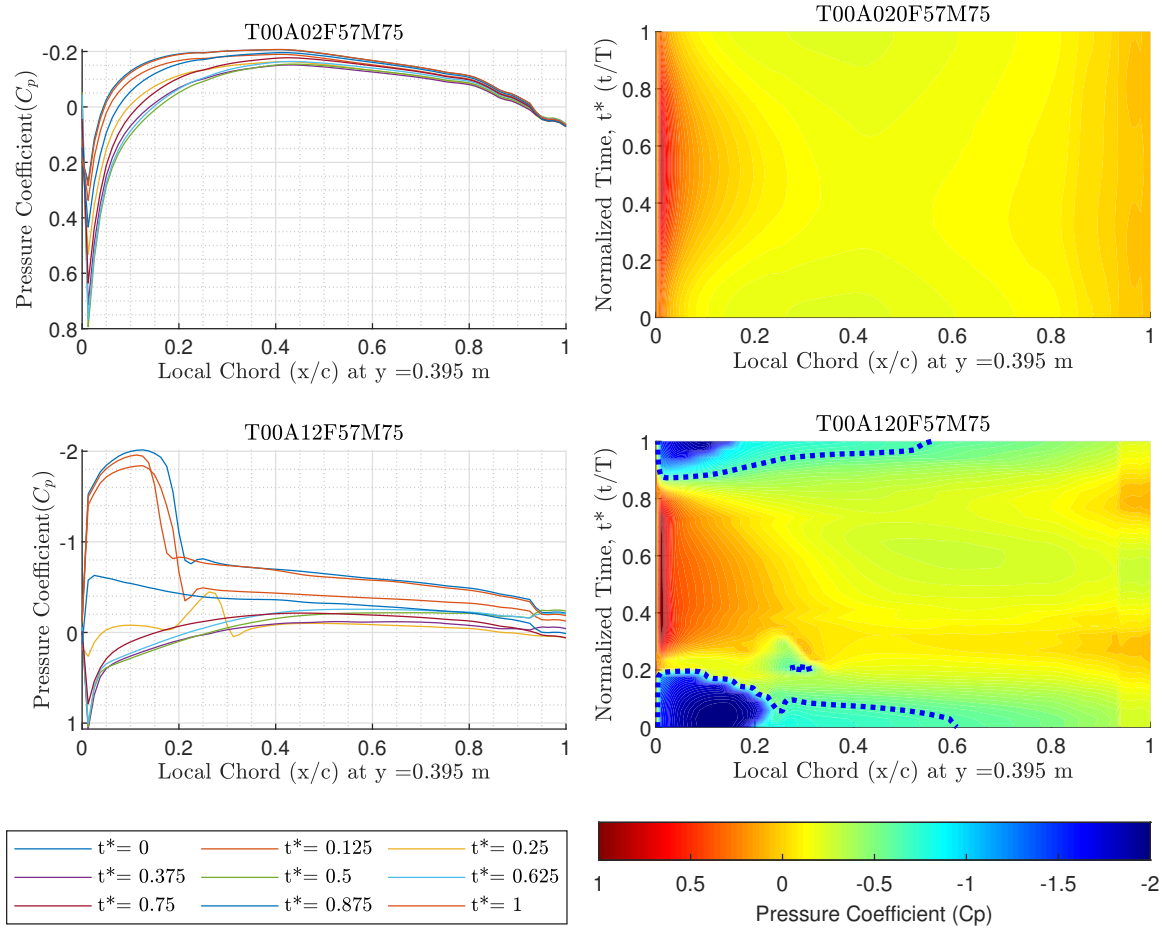 T00A02F57M75
-0.2
0
0.2
0.4
0.6
0.8
Pressure Coefficient(Cp)
0 0.2 0.4 0.6 0.8 1
Local Chord (x/c) at y =0.395 m
T00A020F57M75
1
0.8
0.6
0.4
0.2
0
Normalized Time, t* (t/T)
0 0.2 0.4 0.6 0.8 1
Local Chord (x/c) at y =0.395 m
T00A12F57M75
-2
-1
0
1
Pressure Coefficient(Cp)
0 0.2 0.4 0.6 0.8 1
Local Chord (x/c) at y =0.395 m
T00A120F57M75
1
0.8
0.6
0.4
0.2
0
Normalized Time, t* (t/T)
0 0.2 0.4 0.6 0.8 1
Local Chord (x/c) at y =0.395 m
t*= 0 t*= 0.125 t*= 0.25
t*= 0.375 t*= 0.5 t*= 0.625
t*= 0.75 t*= 0.875 t*= 1
1 0.5 0 -0.5 -1 -1.5 -2
Pressure Coefficient (Cp)